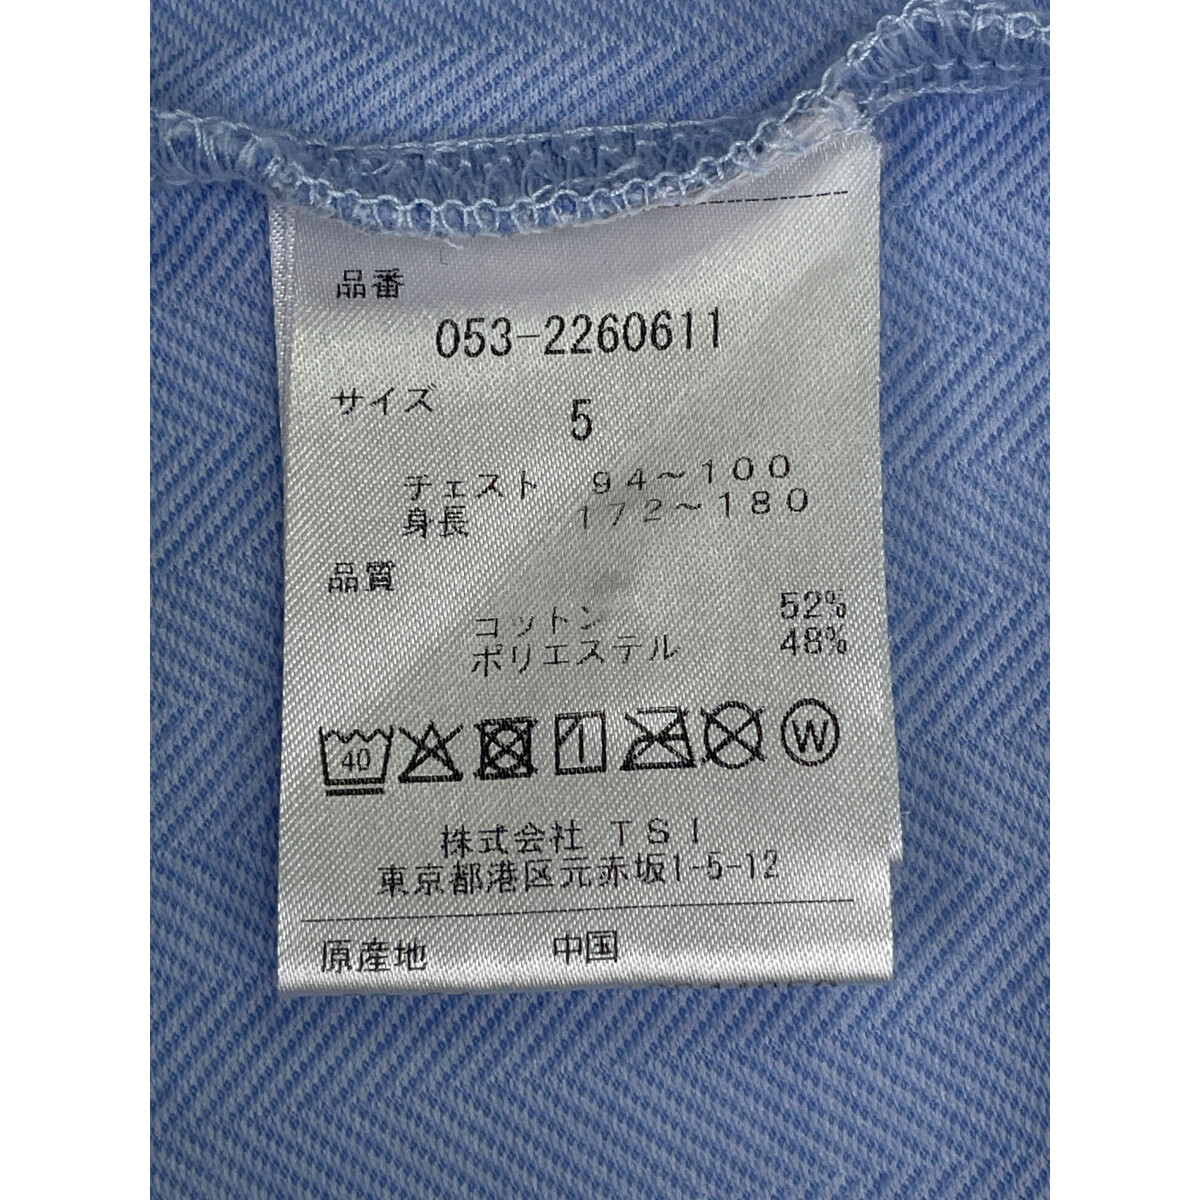 品番
053-2260611
サイズ 5
チェスト 94～100
身長 172～180
品質
コットン 52%
ポリエステル 48%
40 W
株式会社 TSI
東京都港区元赤坂1-5-12
原産地 中国